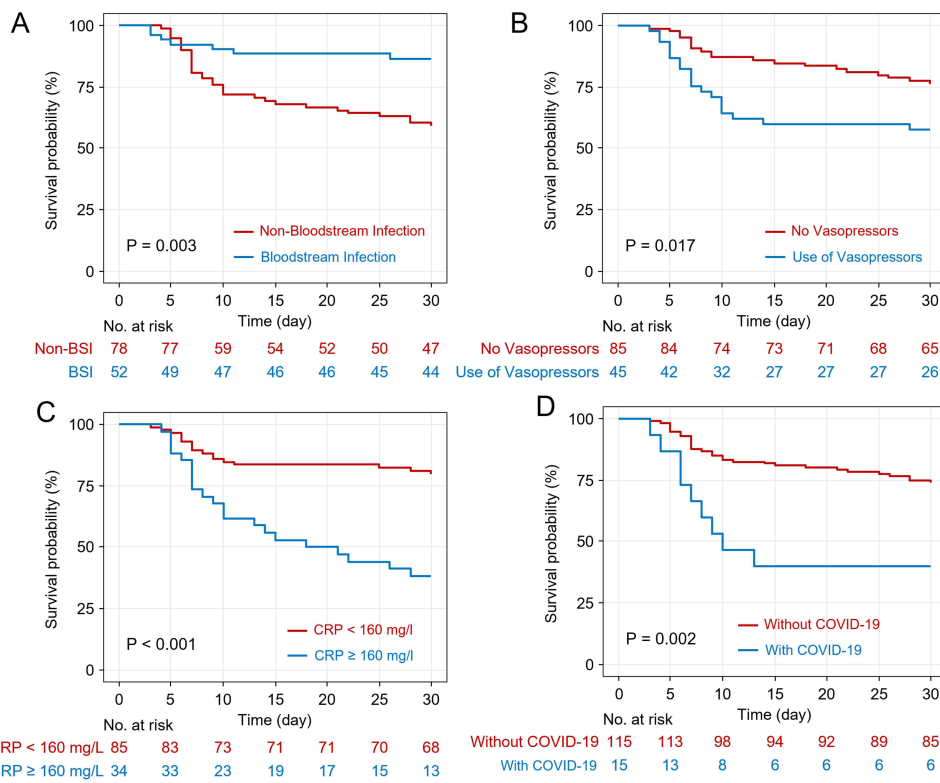 A
Survival probability (%)
100
75
50
25
0
P = 0.003
Non-Bloodstream Infection
Bloodstream Infection
0 5 10 15 20 25 30
No. at risk
Time (day)
Non-BSI 78 77 59 54 52 50 47
BSI 52 49 47 46 46 45 44
B
Survival probability (%)
100
75
50
25
0
P = 0.017
No Vasopressors
Use of Vasopressors
0 5 10 15 20 25 30
No. at risk
Time (day)
No Vasopressors 85 84 74 73 71 68 65
Use of Vasopressors 45 42 32 27 27 27 26
C
Survival probability (%)
100
75
50
25
0
P < 0.001
CRP < 160 mg/l
CRP ≥ 160 mg/l
0 5 10 15 20 25 30
No. at risk
Time (day)
RP < 160 mg/L 85 83 73 71 71 70 68
RP ≥ 160 mg/L 34 33 23 19 17 15 13
D
Survival probability (%)
100
75
50
25
0
P = 0.002
Without COVID-19
With COVID-19
0 5 10 15 20 25 30
No. at risk
Time (day)
Without COVID-19 115 113 98 94 92 89 85
With COVID-19 15 13 8 6 6 6 6